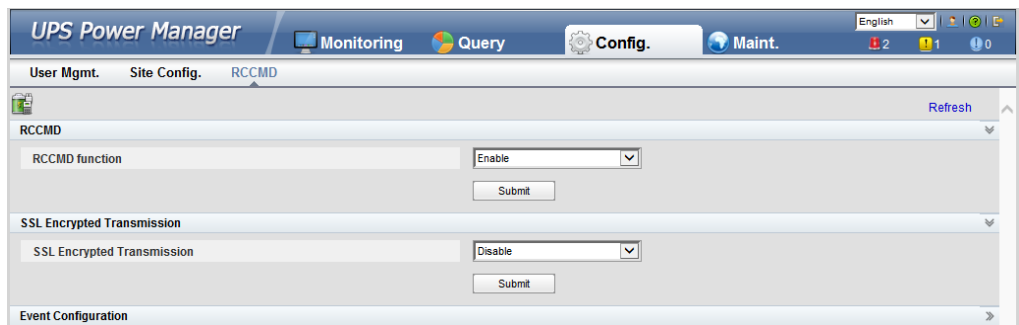 UPS Power Manager
Monitoring
Query
Config.
Maint.
English
2
1
0
User Mgmt.
Site Config.
RCCMD
Refresh
RCCMD
RCCMD function
Enable
Submit
SSL Encrypted Transmission
SSL Encrypted Transmission
Disable
Submit
Event Configuration